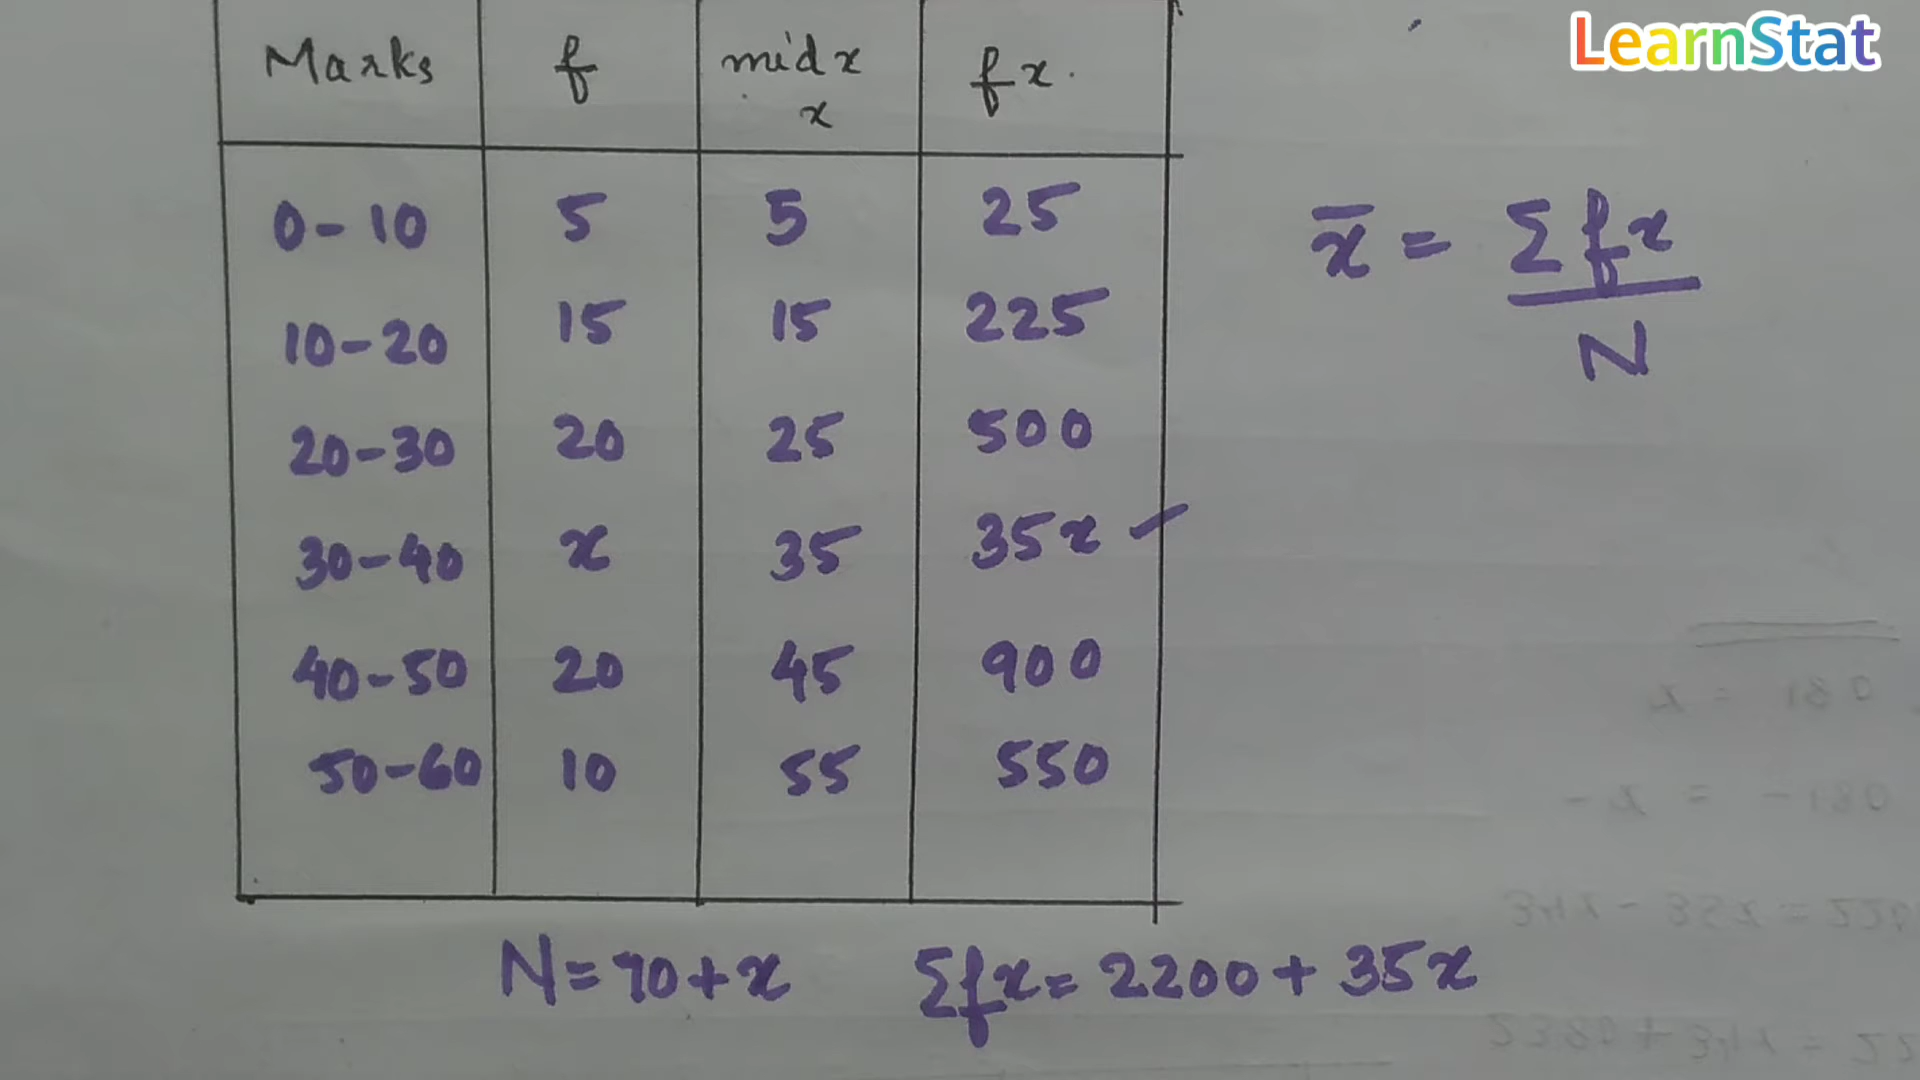 LearnStat
Marks f mid x fx.
x
0-10 5 5 25
10-20 15 15 225
20-30 20 25 500
30-40 x 35 35x
40-50 20 45 900
50-60 10 55 550
N=70+x Σfx=2200+35x
x̄ = Σfx
N